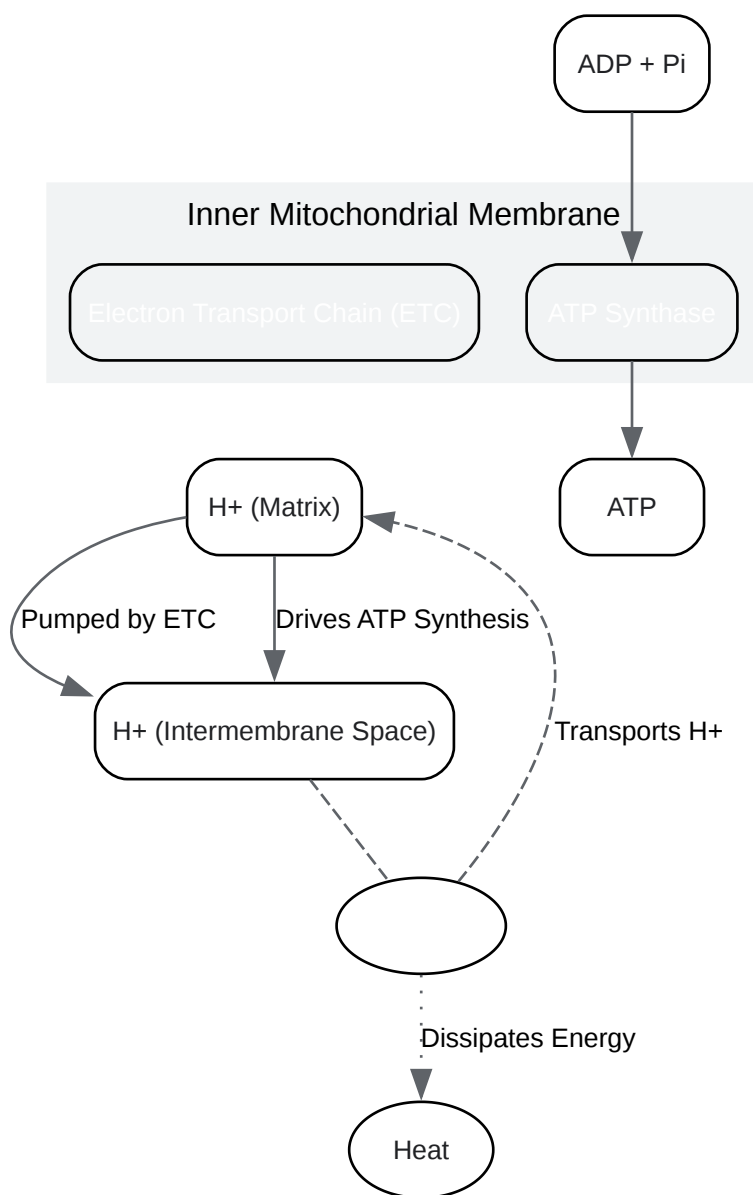 ADP + Pi
Inner Mitochondrial Membrane
Electron Transport Chain (ETC)
ATP Synthase
H+ (Matrix)
ATP
Pumped by ETC
Drives ATP Synthesis
H+ (Intermembrane Space)
Transports H+
Dissipates Energy
Heat